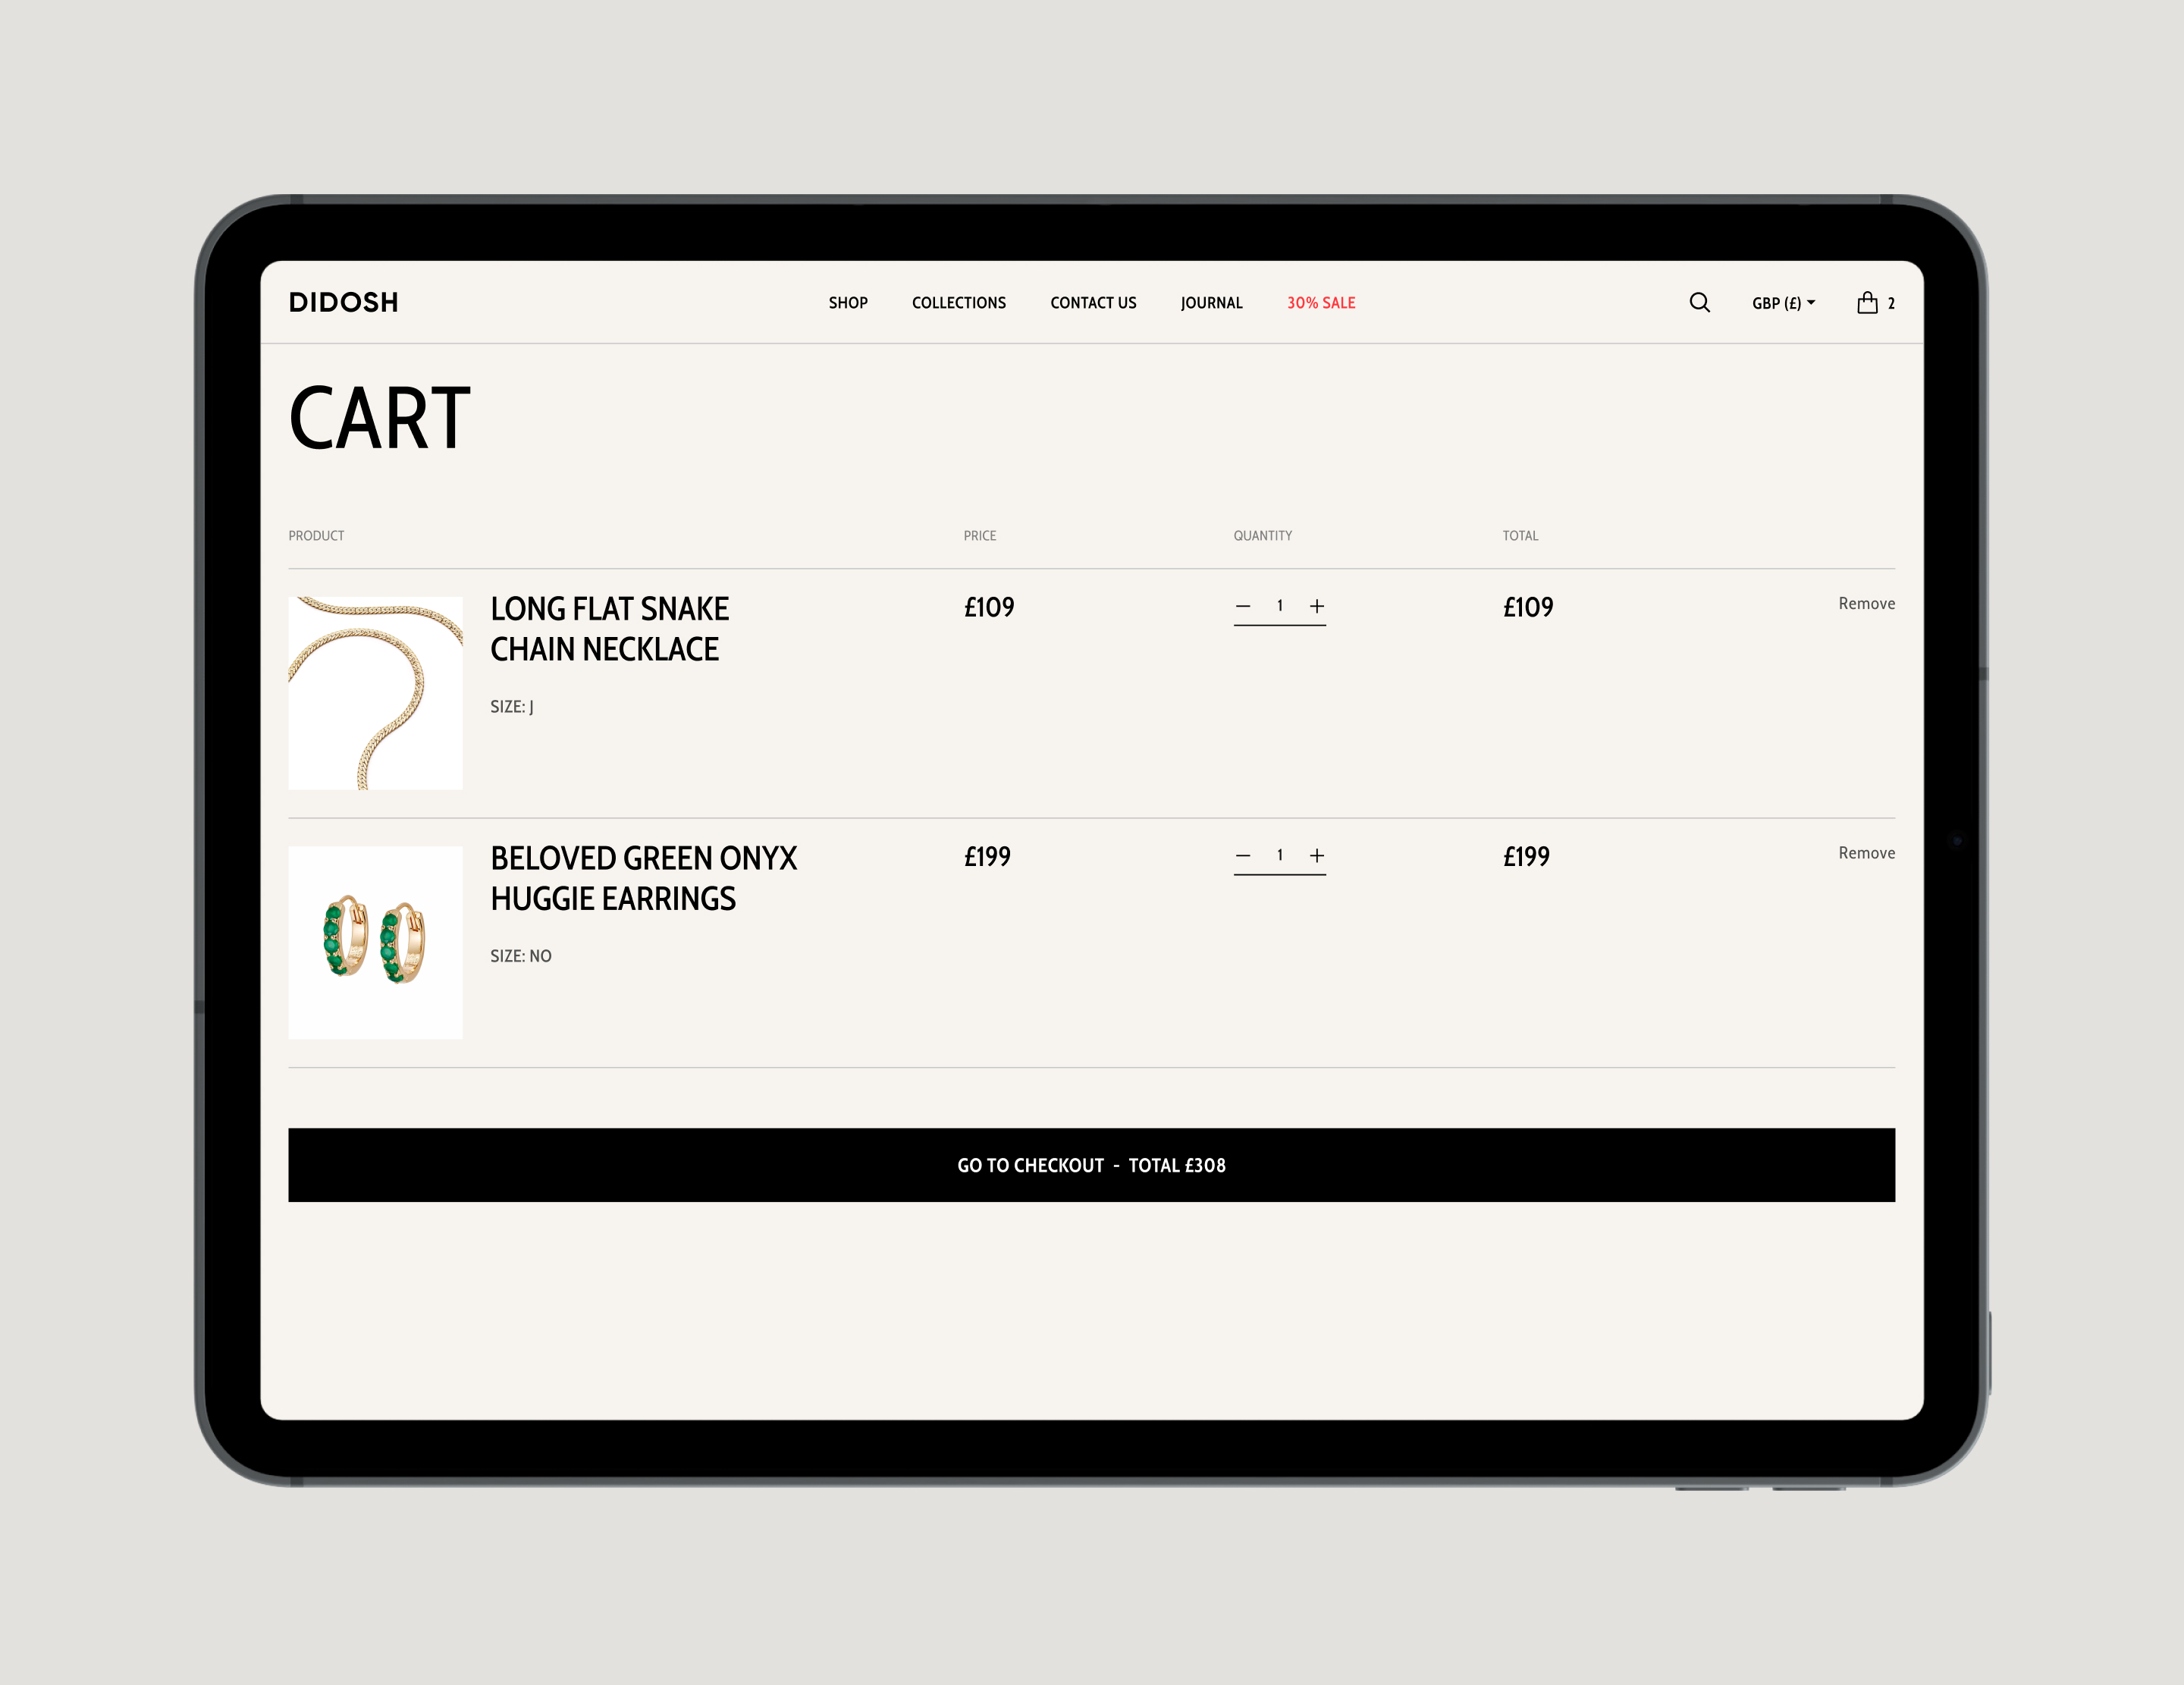 DIDOSH
SHOP COLLECTIONS CONTACT US JOURNAL 30% SALE
GBP (£) 2
CART
PRODUCT PRICE QUANTITY TOTAL
LONG FLAT SNAKE
CHAIN NECKLACE
SIZE: J
£109 — 1 + £109 Remove
BELOVED GREEN ONYX
HUGGIE EARRINGS
SIZE: NO
£199 — 1 + £199 Remove
GO TO CHECKOUT - TOTAL £308